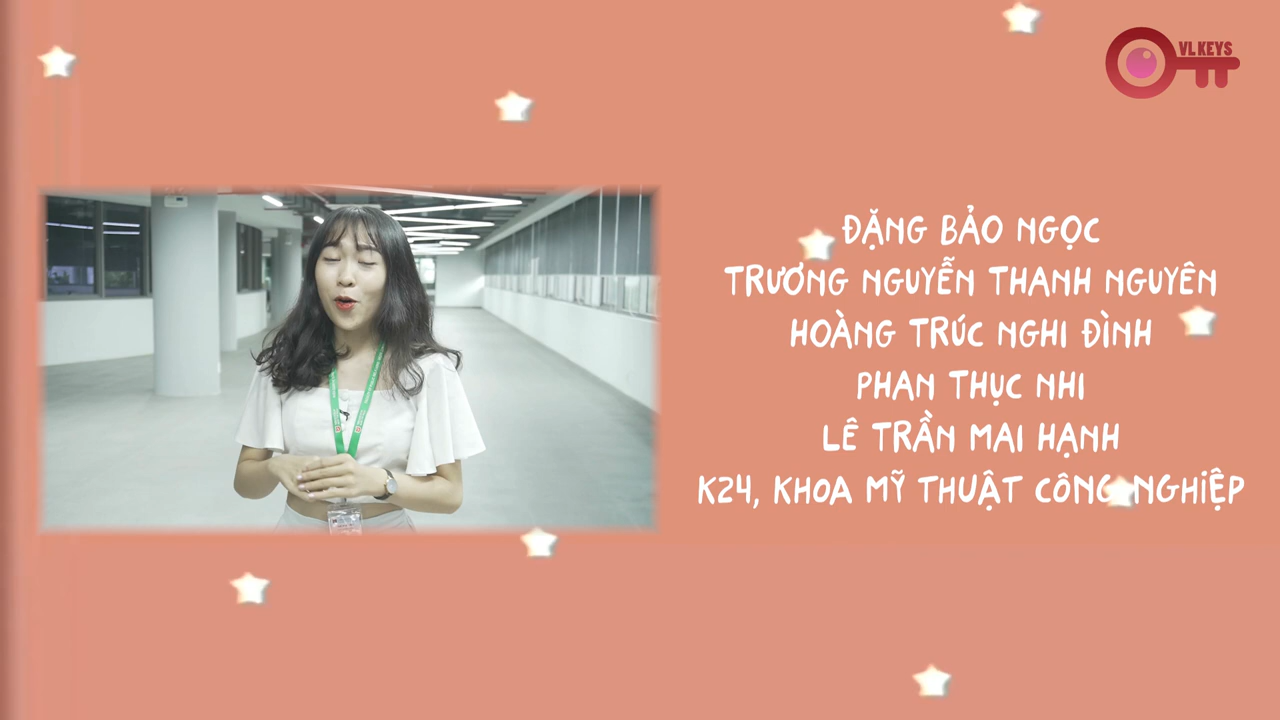 VL KEYS
ĐẶNG BẢO NGỌC
TRƯƠNG NGUYỄN THANH NGUYÊN
HOÀNG TRÚC NGHI ĐÌNH
PHAN THỤC NHI
LÊ TRẦN MAI HẠNH
K24, KHOA MỸ THUẬT CÔNG NGHIỆP